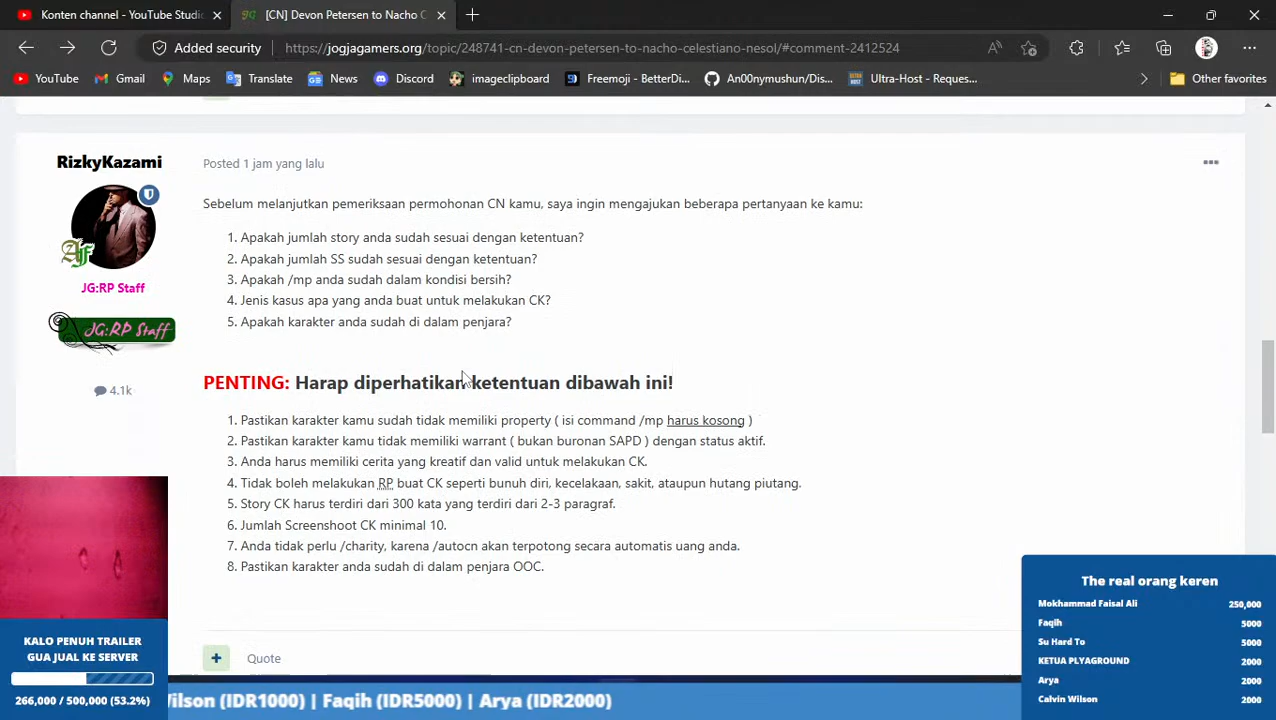 Konten channel - YouTube Studio
[CN] Devon Petersen to Nacho C
Added security
https://jogjagamers.org/topic/248741-cn-devon-petersen-to-nacho-celestiano-nesol/#comment-2412524
YouTube
Gmail
Maps
Translate
News
Discord
imageclipboard
Freemoji - BetterDi...
An00nymushun/Dis...
Ultra-Host - Reques...
Other favorites
RizkyKazami
Posted 1 jam yang lalu
Sebelum melanjutkan pemeriksaan permohonan CN kamu, saya ingin mengajukan beberapa pertanyaan ke kamu:
1. Apakah jumlah story anda sudah sesuai dengan ketentuan?
2. Apakah jumlah SS sudah sesuai dengan ketentuan?
3. Apakah /mp anda sudah dalam kondisi bersih?
4. Jenis kasus apa yang anda buat untuk melakukan CK?
5. Apakah karakter anda sudah di dalam penjara?
JG:RP Staff
JG:RP Staff
4.1k
PENTING: Harap diperhatikan ketentuan dibawah ini!
1. Pastikan karakter kamu sudah tidak memiliki property ( isi command /mp harus kosong )
2. Pastikan karakter kamu tidak memiliki warrant ( bukan buronan SAPD ) dengan status aktif.
3. Anda harus memiliki cerita yang kreatif dan valid untuk melakukan CK.
4. Tidak boleh melakukan RP buat CK seperti bunuh diri, kecelakaan, sakit, ataupun hutang piutang.
5. Story CK harus terdiri dari 300 kata yang terdiri dari 2-3 paragraf.
6. Jumlah Screenshoot CK minimal 10.
7. Anda tidak perlu /charity, karena /autocn akan terpotong secara automatis uang anda.
8. Pastikan karakter anda sudah di dalam penjara OOC.
Quote
KALO PENUH TRAILER
GUA JUAL KE SERVER
266,000 / 500,000 (53.2%)
The real orang keren
Mokhammad Faisal Ali 250,000
Faqih 5000
Su Hard To 5000
KETUA PLYAGROUND 2000
Arya 2000
Calvin Wilson 2000
Wilson (IDR1000) | Faqih (IDR5000) | Arya (IDR2000)